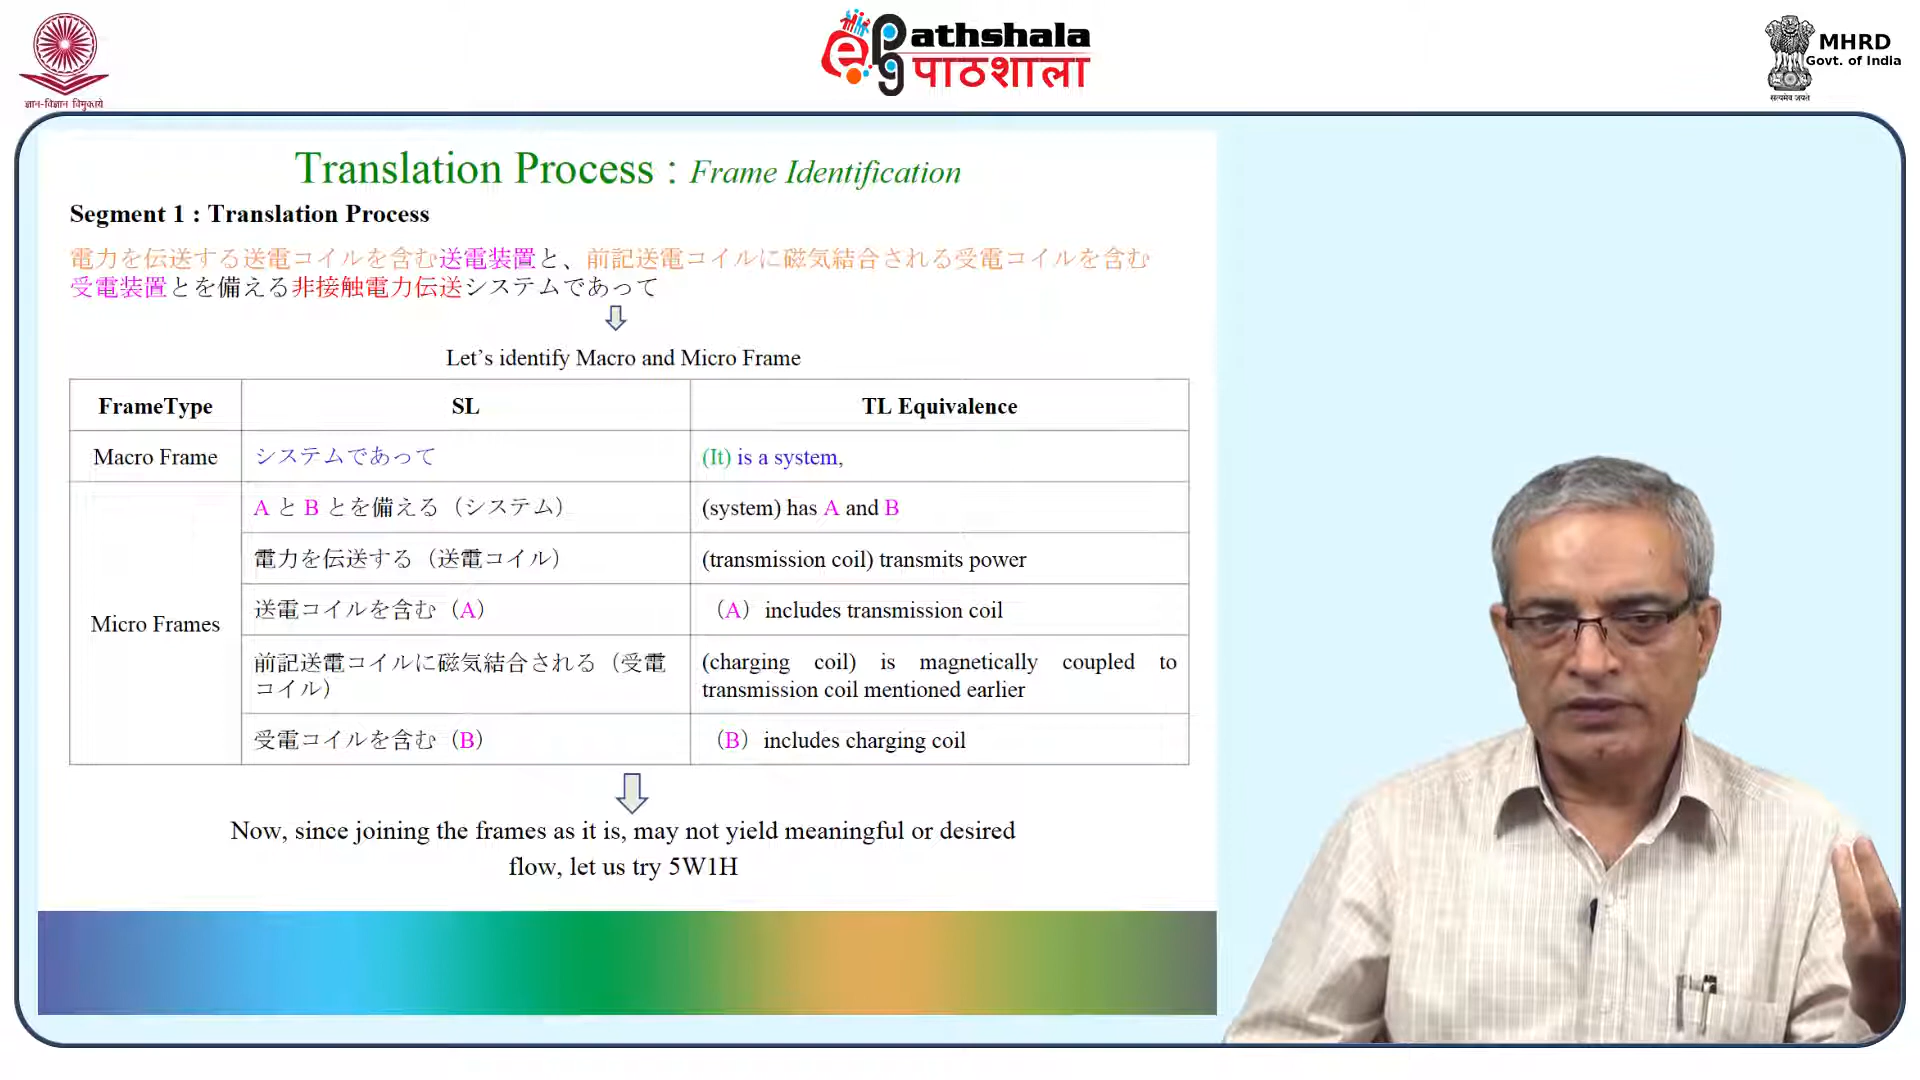 ज्ञान-विज्ञान विमुक्तये
ePathshala
पाठशाला
MHRD
Govt. of India
सत्यमेव जयते
Translation Process : Frame Identification
Segment 1 : Translation Process
電力を伝送する送電コイルを含む送電装置と、前記送電コイルに磁気結合される受電コイルを含む
受電装置とを備える非接触電力伝送システムであって
Let’s identify Macro and Micro Frame
FrameType SL TL Equivalence
Macro Frame システムであって (It) is a system,
Micro Frames
A と B とを備える（システム） (system) has A and B
電力を伝送する（送電コイル） (transmission coil) transmits power
送電コイルを含む（A） （A）includes transmission coil
前記送電コイルに磁気結合される（受電
コイル）
(charging coil) is magnetically coupled to
transmission coil mentioned earlier
受電コイルを含む（B） （B）includes charging coil
Now, since joining the frames as it is, may not yield meaningful or desired
flow, let us try 5W1H